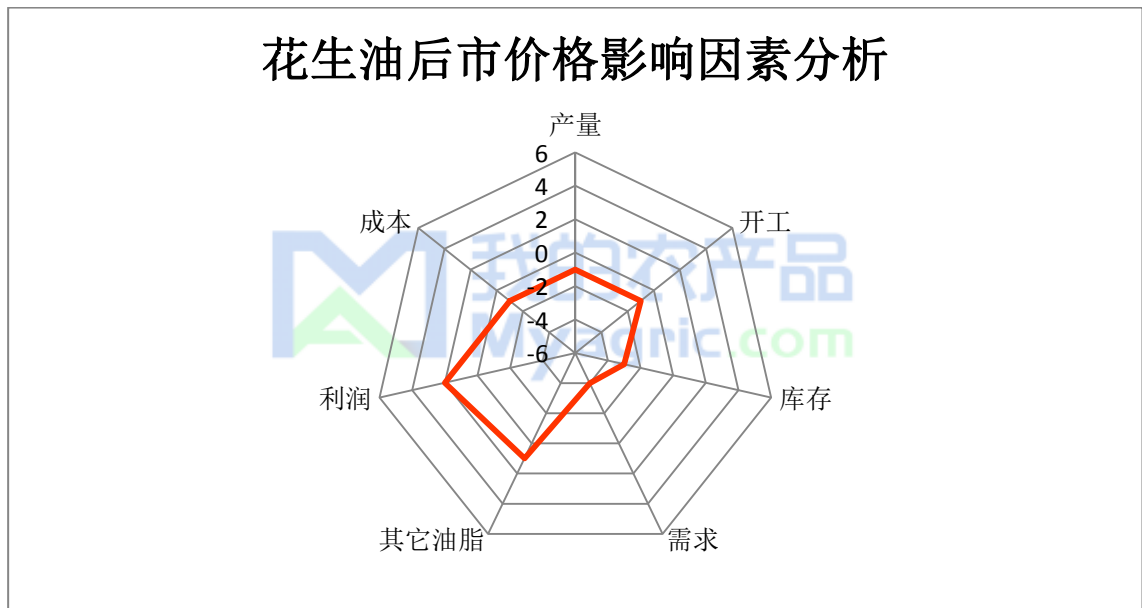 花生油后市价格影响因素分析
产量
6
4
2
0
-2
-4
-6
成本
开工
我的农产品
Myagric.com
利润
库存
其它油脂
需求